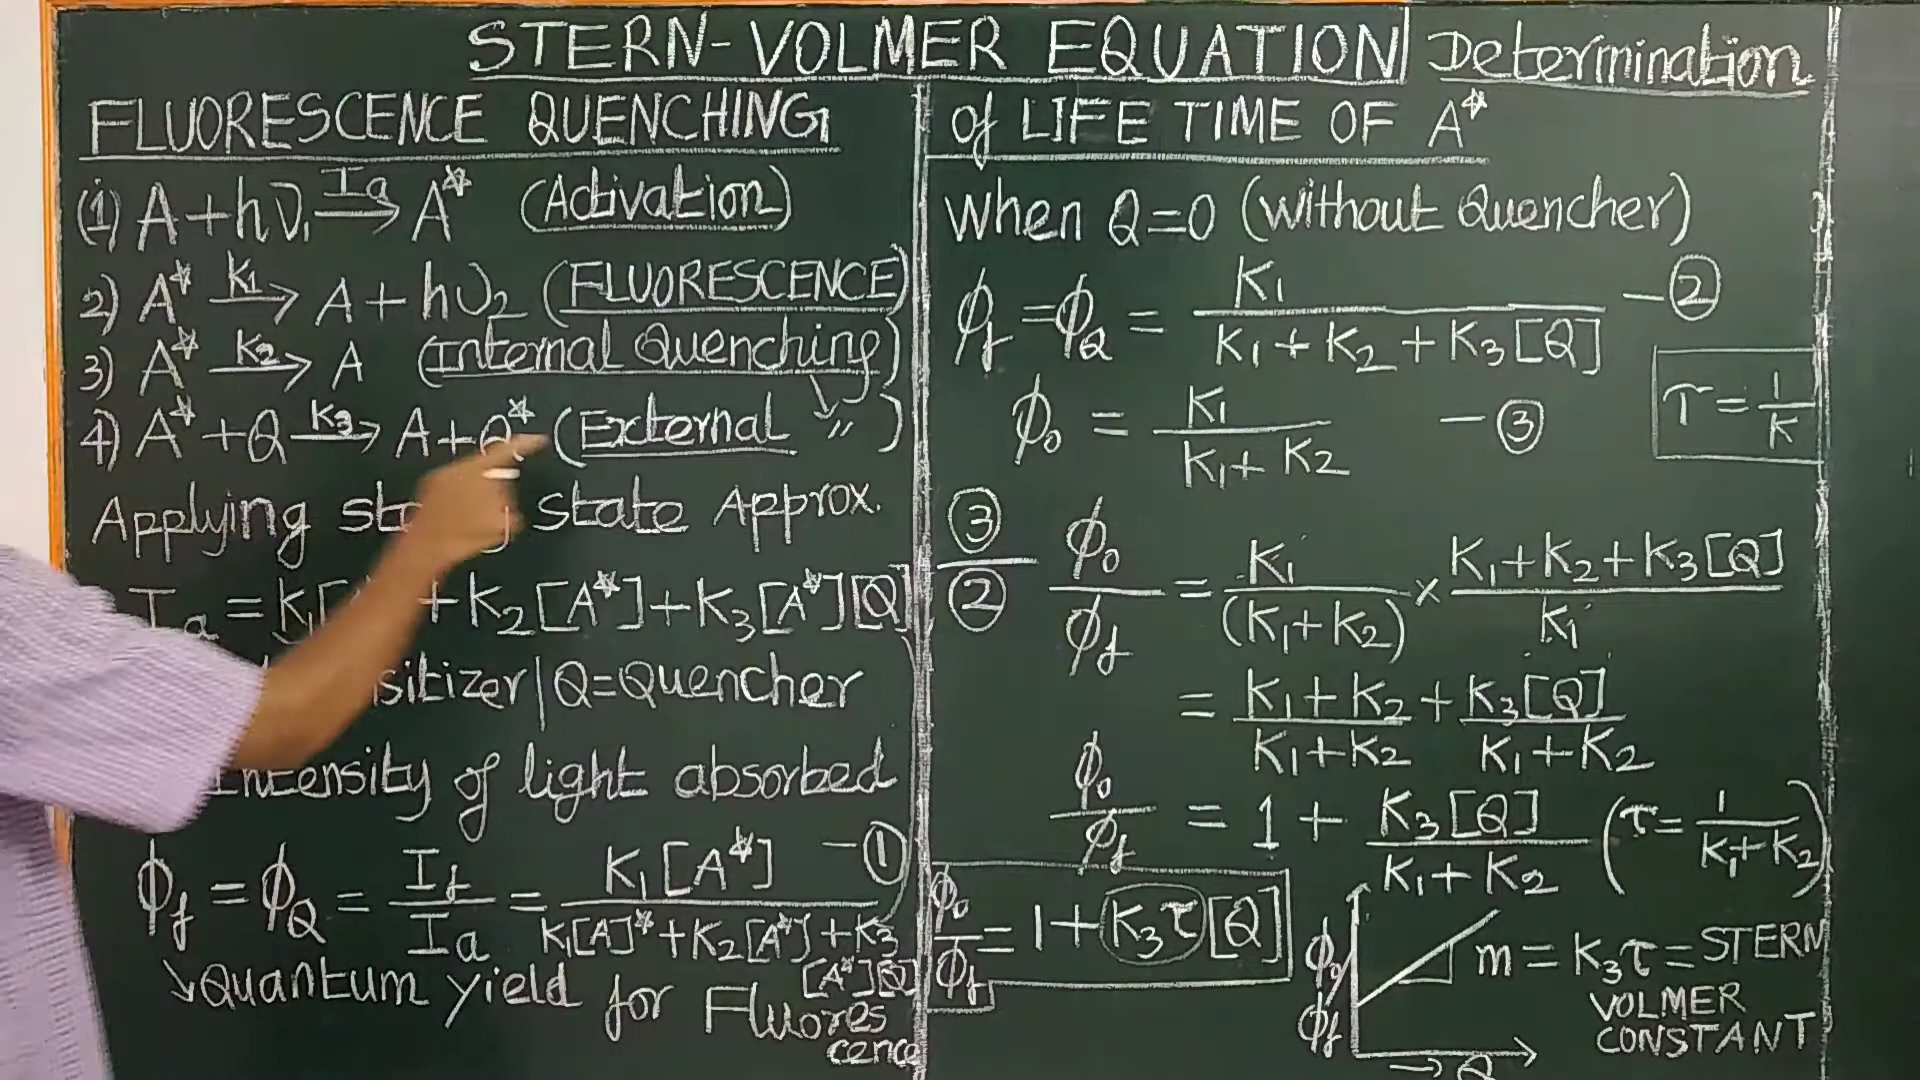 STERN-VOLMER EQUATION
FLUORESCENCE QUENCHING
(1) A + hν₁ —Ia→ A* (Activation)
2) A* —K₁→ A + hυ₂ (FLUORESCENCE)
3) A* —K₂→ A (Internal Quenching)
4) A* + Q —K₃→ A + Q* (External 〃 )
Applying state Approx.
Ia = K₁[ + K₂[A*] + K₃[A*][Q]
sitizer | Q = Quencher
Intensity of light absorbed
ϕf = ϕQ = If/Ia = K₁[A*] / K₁[A]* + K₂[A*] + K₃ [A*][Q] - ①
↘ Quantum yield for Fluores
cence
Determination
of LIFE TIME OF A*
When Q = 0 (without Quencher)
ϕf = ϕQ = K₁ / K₁ + K₂ + K₃[Q] - ②
ϕ₀ = K₁ / K₁ + K₂ - ③
τ = 1/K
③/② ϕ₀/ϕf = K₁/(K₁+K₂) × K₁+K₂+K₃[Q] / K₁
= K₁+K₂ / K₁+K₂ + K₃[Q] / K₁+K₂
ϕ₀/ϕf = 1 + K₃[Q] / K₁+K₂ (τ = 1/K₁+K₂)
ϕ₀/ϕf = 1 + K₃τ[Q]
ϕ₀/ϕf
→ Q
m = K₃τ = STERN
VOLMER
CONSTANT